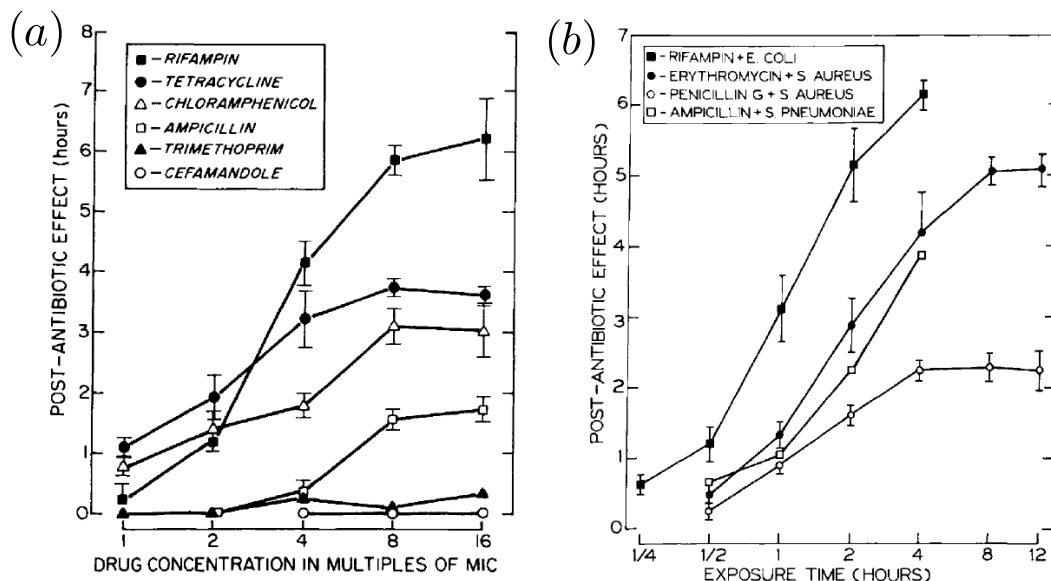 (a)
8
7
6
5
4
3
2
1
0
POST-ANTIBIOTIC EFFECT (hours)
■-RIFAMPIN
●-TETRACYCLINE
△-CHLORAMPHENICOL
□-AMPICILLIN
▲-TRIMETHOPRIM
○-CEFAMANDOLE
1 2 4 8 16
DRUG CONCENTRATION IN MULTIPLES OF MIC
(b)
7
6
5
4
3
2
1
0
POST-ANTIBIOTIC EFFECT (HOURS)
■-RIFAMPIN+E. COLI
●-ERYTHROMYCIN+S. AUREUS
○-PENICILLIN G+S. AUREUS
□-AMPICILLIN+S. PNEUMONIAE
1/4 1/2 1 2 4 8 12
EXPOSURE TIME (HOURS)